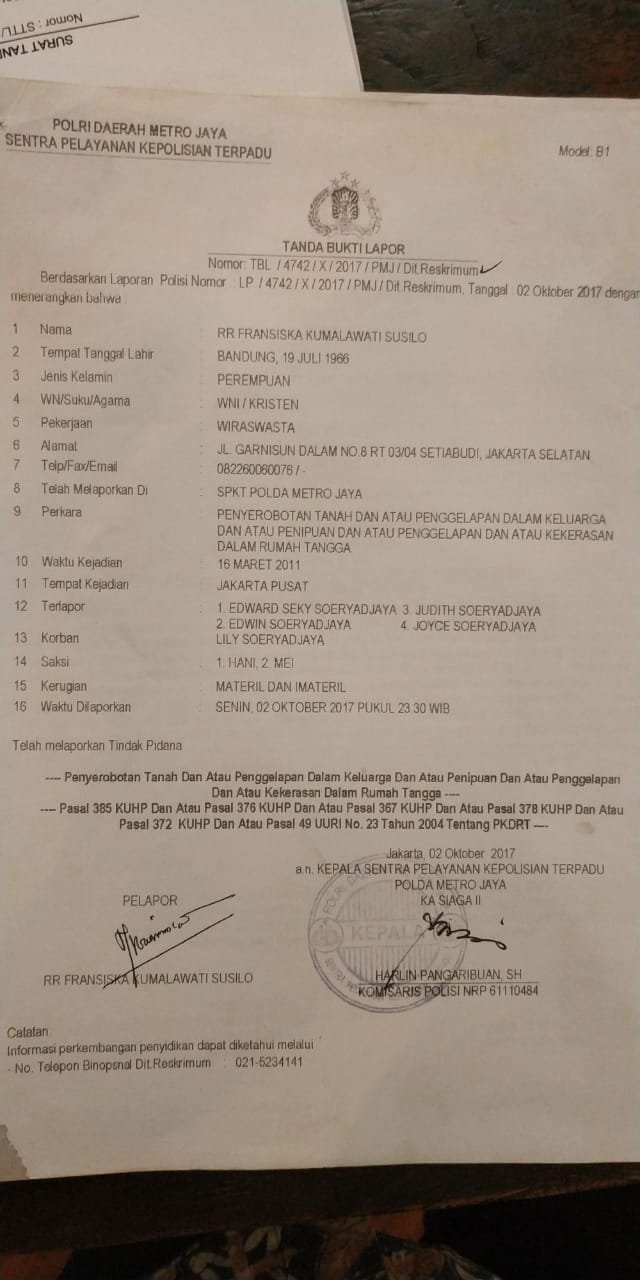 Nomor : STTL
SURAT TAN
POLRI DAERAH METRO JAYA
SENTRA PELAYANAN KEPOLISIAN TERPADU
Model: B1
TANDA BUKTI LAPOR
Nomor: TBL / 4742 / X / 2017 / PMJ / Dit.Reskrimum
Berdasarkan Laporan Polisi Nomor : LP / 4742 / X / 2017 / PMJ / Dit.Reskrimum, Tanggal : 02 Oktober 2017 dengan
menerangkan bahwa :
1 Nama : RR FRANSISKA KUMALAWATI SUSILO
2 Tempat Tanggal Lahir : BANDUNG, 19 JULI 1966
3 Jenis Kelamin : PEREMPUAN
4 WN/Suku/Agama : WNI / KRISTEN
5 Pekerjaan : WIRASWASTA
6 Alamat : JL. GARNISUN DALAM NO.8 RT 03/04 SETIABUDI, JAKARTA SELATAN
7 Telp/Fax/Email : 082260060076 / -
8 Telah Melaporkan Di : SPKT POLDA METRO JAYA
9 Perkara : PENYEROBOTAN TANAH DAN ATAU PENGGELAPAN DALAM KELUARGA
DAN ATAU PENIPUAN DAN ATAU PENGGELAPAN DAN ATAU KEKERASAN
DALAM RUMAH TANGGA
10 Waktu Kejadian : 16 MARET 2011
11 Tempat Kejadian : JAKARTA PUSAT
12 Terlapor : 1. EDWARD SEKY SOERYADJAYA 3. JUDITH SOERYADJAYA
2. EDWIN SOERYADJAYA 4. JOYCE SOERYADJAYA
13 Korban : LILY SOERYADJAYA
14 Saksi : 1. HANI, 2. MEI
15 Kerugian : MATERIL DAN IMATERIL
16 Waktu Dilaporkan : SENIN, 02 OKTOBER 2017 PUKUL 23.30 WIB
Telah melaporkan Tindak Pidana
---- Penyerobotan Tanah Dan Atau Penggelapan Dalam Keluarga Dan Atau Penipuan Dan Atau Penggelapan
Dan Atau Kekerasan Dalam Rumah Tangga ----
---- Pasal 385 KUHP Dan Atau Pasal 376 KUHP Dan Atau Pasal 367 KUHP Dan Atau Pasal 378 KUHP Dan Atau
Pasal 372 KUHP Dan Atau Pasal 49 UURI No. 23 Tahun 2004 Tentang PKDRT ----
Jakarta, 02 Oktober 2017
a.n. KEPALA SENTRA PELAYANAN KEPOLISIAN TERPADU
POLDA METRO JAYA
KA SIAGA II
PELAPOR
KEPALA
RR FRANSISKA KUMALAWATI SUSILO
HARLIN PANGARIBUAN, SH
KOMISARIS POLISI NRP 61110484
Catatan
Informasi perkembangan penyidikan dapat diketahui melalui :
- No. Telepon Binopsnal Dit.Reskrimum : 021-5234141